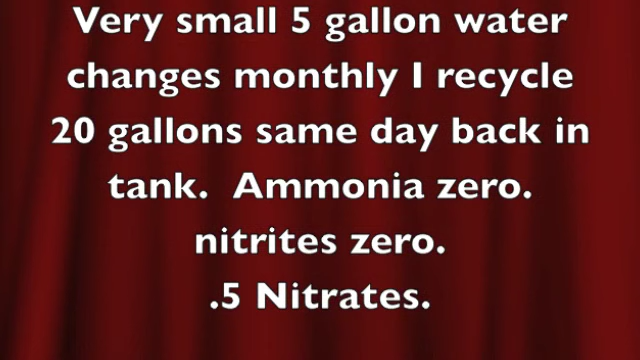 Very small 5 gallon water
changes monthly I recycle
20 gallons same day back in
tank. Ammonia zero.
nitrites zero.
.5 Nitrates.